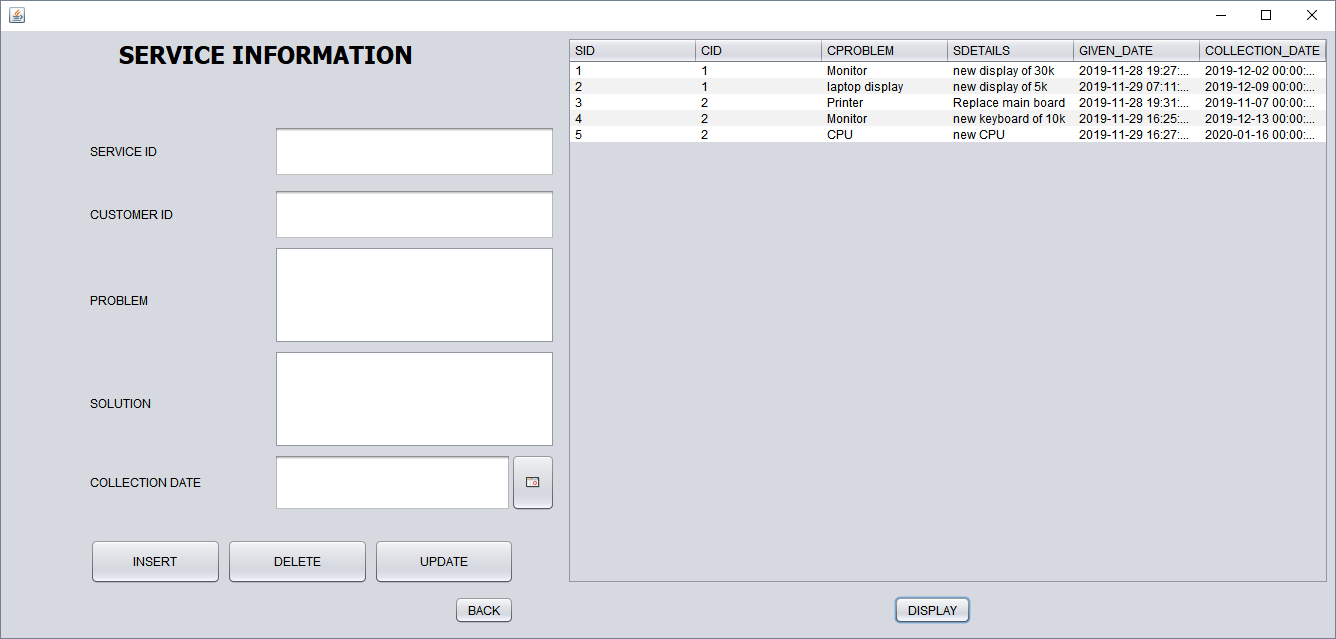 SERVICE INFORMATION
SERVICE ID
CUSTOMER ID
PROBLEM
SOLUTION
COLLECTION DATE
INSERT DELETE UPDATE
BACK
SID CID CPROBLEM SDETAILS GIVEN_DATE COLLECTION_DATE
1 1 Monitor new display of 30k 2019-11-28 19:27:... 2019-12-02 00:00:...
2 1 laptop display new display of 5k 2019-11-29 07:11:... 2019-12-09 00:00:...
3 2 Printer Replace main board 2019-11-28 19:31:... 2019-11-07 00:00:...
4 2 Monitor new keyboard of 10k 2019-11-29 16:25:... 2019-12-13 00:00:...
5 2 CPU new CPU 2019-11-29 16:27:... 2020-01-16 00:00:...
DISPLAY